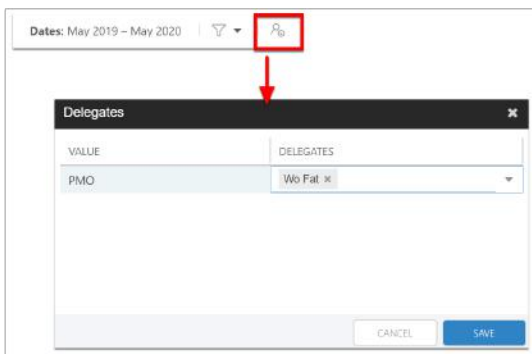 Dates: May 2019 – May 2020
Delegates
VALUE DELEGATES
PMO Wo Fat ×
CANCEL SAVE